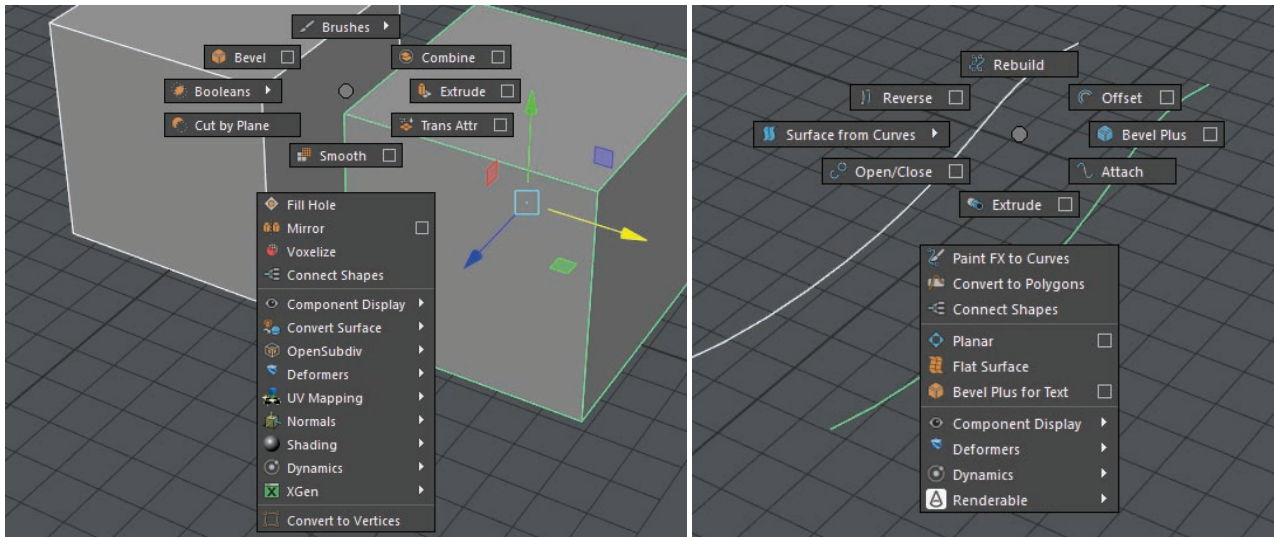 Brushes
Bevel
Combine
Booleans
Extrude
Cut by Plane
Trans Attr
Smooth
Fill Hole
Mirror
Voxelize
Connect Shapes
Component Display
Convert Surface
OpenSubdiv
Deformers
UV Mapping
Normals
Shading
Dynamics
XGen
Convert to Vertices
Rebuild
Reverse
Offset
Surface from Curves
Bevel Plus
Open/Close
Attach
Extrude
Paint FX to Curves
Convert to Polygons
Connect Shapes
Planar
Flat Surface
Bevel Plus for Text
Component Display
Deformers
Dynamics
Renderable